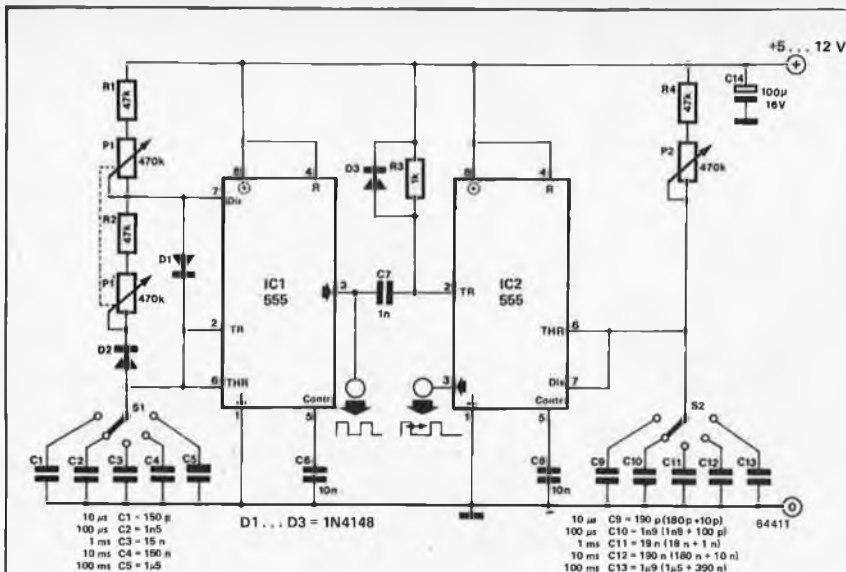 +5 . . . 12 V
R1
47k
P1
470k
R2
47k
P1
470k
D2
D1
S1
7
Dis
2
TR
6
THR
8
4
R
IC1
555
3
1
Contr
5
C6
10n
D3
R3
1k
C7
1n
2
TR
8
4
R
IC2
555
THR
6
Dis
7
3
1
Contr
5
C8
10n
R4
47k
P2
470k
C14
100µ
16V
S2
C1
C2
C3
C4
C5
C9
C10
C11
C12
C13
10 µs C1 = 150 p
100 µs C2 = 1n5
1 ms C3 = 15 n
10 ms C4 = 150 n
100 ms C5 = 1µ5
D1 . . . D3 = 1N4148
84411
10 µs C9 = 190 p (180 p + 10 p)
100 µs C10 = 1n9 (1n8 + 100 p)
1 ms C11 = 19 n (18 n + 1 n)
10 ms C12 = 190 n (180 n + 10 n)
100 ms C13 = 1µ9 (1µ5 + 390 n)